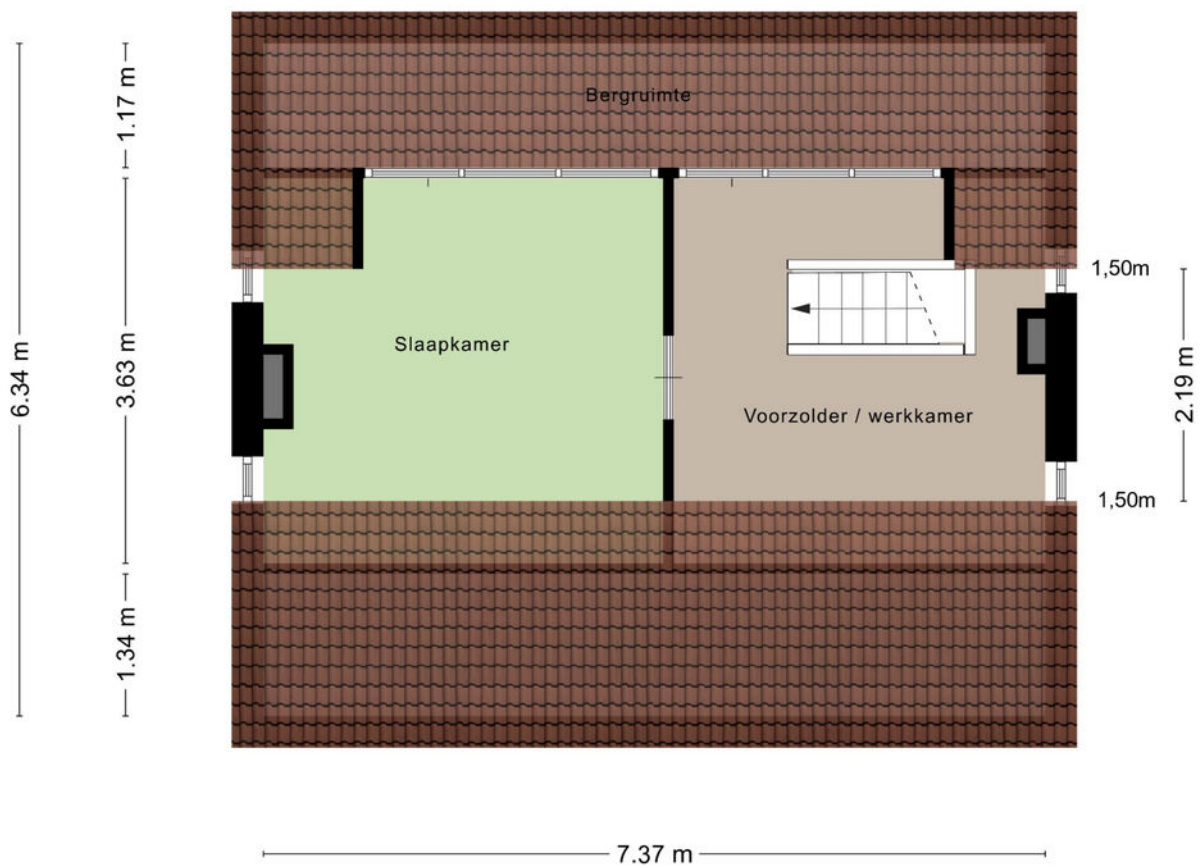 Bergruimte
1.17 m
1,50m
Slaapkamer
6.34 m
3.63 m
2.19 m
Voorzolder / werkkamer
1,50m
1.34 m
7.37 m